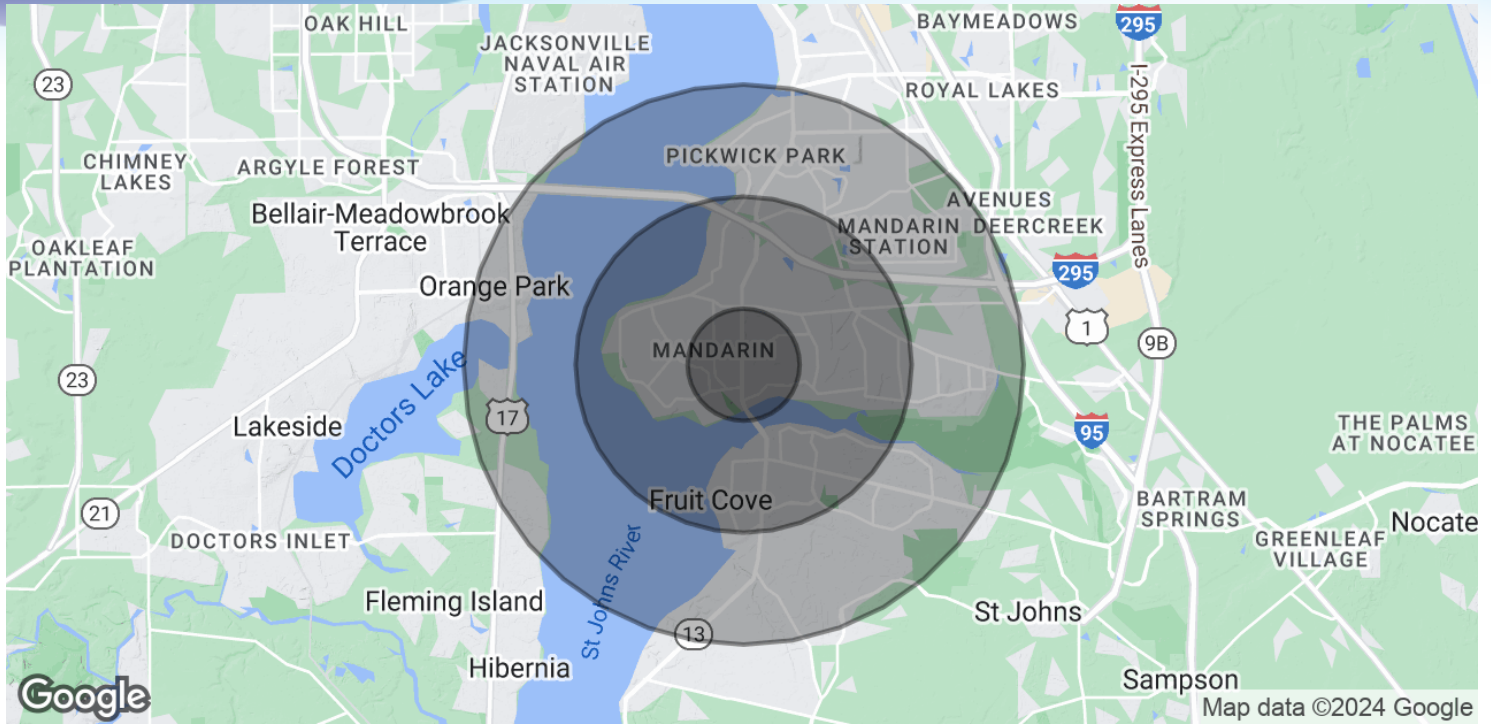 OAK HILL
BAYMEADOWS
295
JACKSONVILLE
NAVAL AIR
STATION
23
ROYAL LAKES
I-295 Express Lanes
PICKWICK PARK
CHIMNEY
LAKES
ARGYLE FOREST
AVENUES
Bellair-Meadowbrook
Terrace
MANDARIN
STATION
DEERCREEK
OAKLEAF
PLANTATION
295
Orange Park
1
9B
MANDARIN
23
Doctors Lake
17
Lakeside
95
THE PALMS
AT NOCATEE
Fruit Cove
BARTRAM
SPRINGS
21
Nocate
DOCTORS INLET
GREENLEAF
VILLAGE
St Johns River
Fleming Island
St Johns
13
Hibernia
Sampson
Google
Map data ©2024 Google